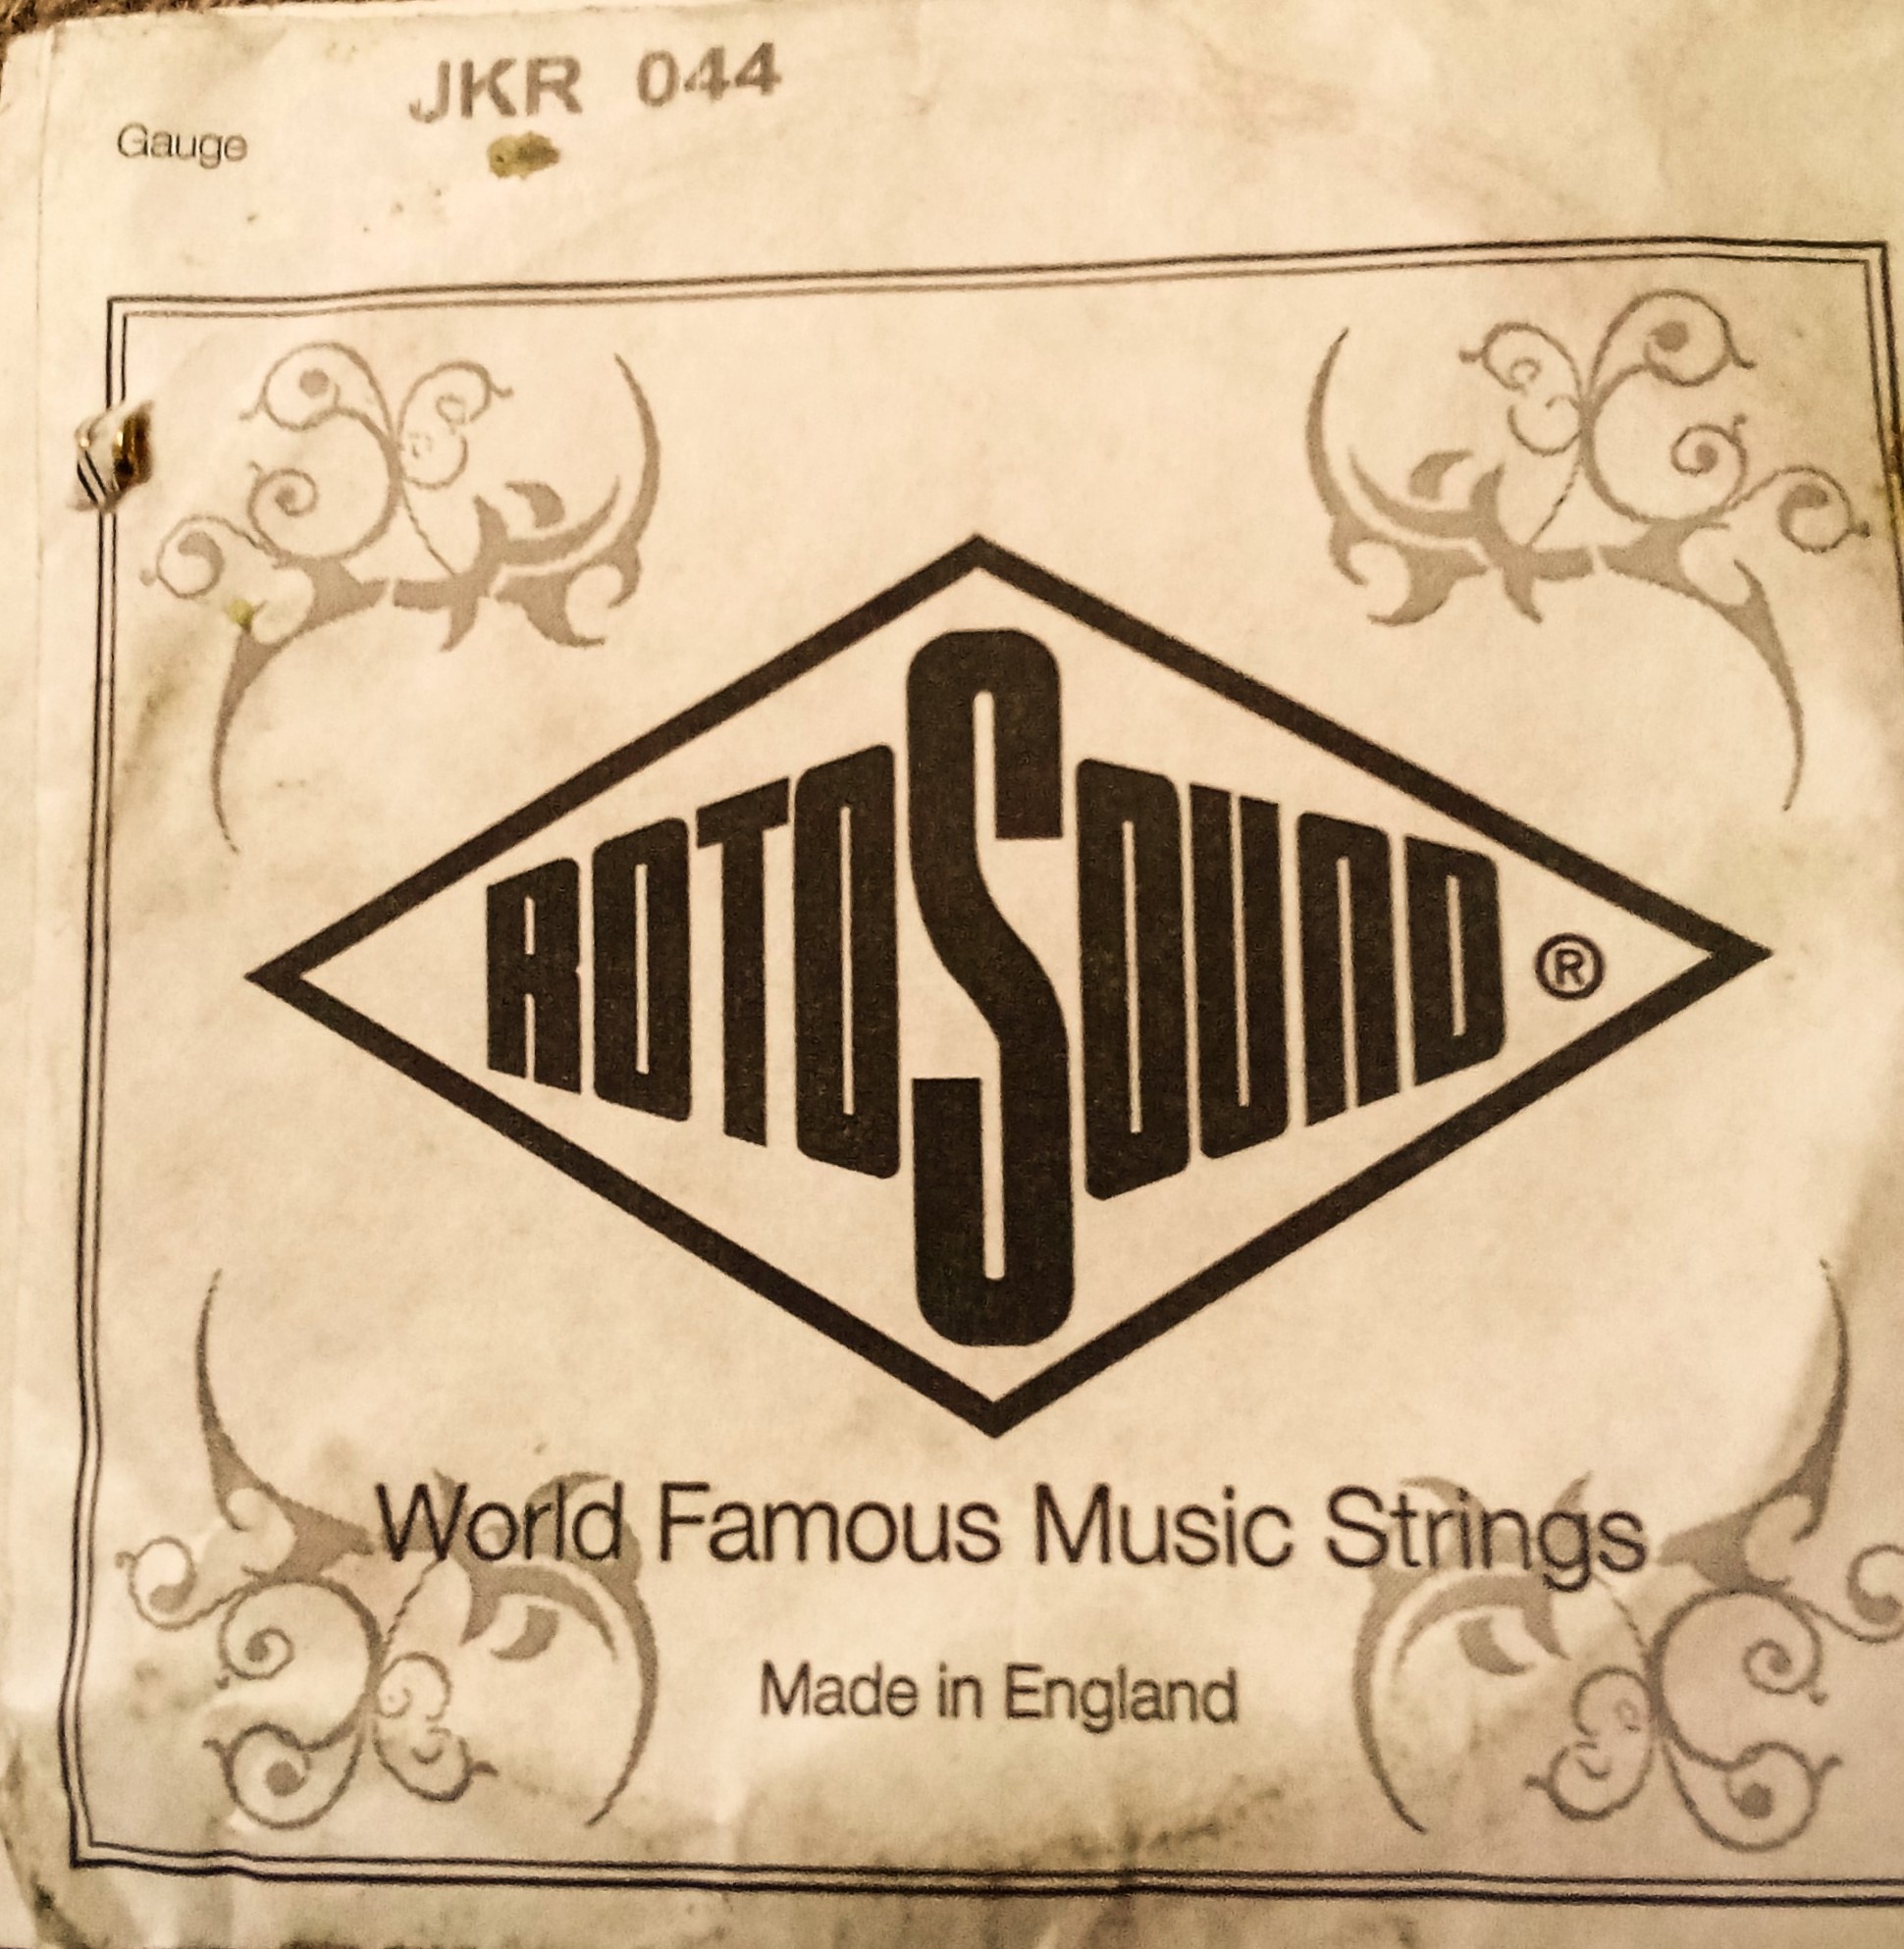 JKR 044
Gauge
ROTOSOUND ®
World Famous Music Strings
Made in England